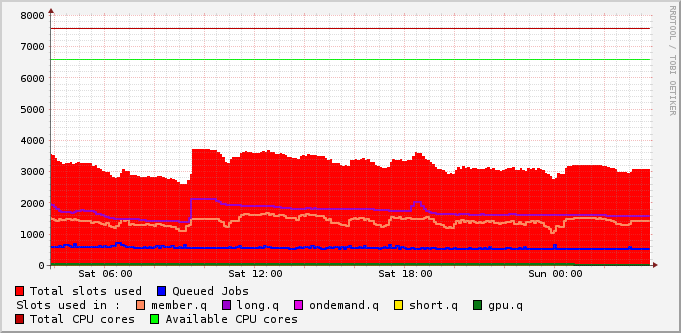 8000
7000
6000
5000
4000
3000
2000
1000
0
Sat 06:00 Sat 12:00 Sat 18:00 Sun 00:00
RRDTOOL / TOBI OETIKER
Total slots used Queued Jobs
Slots used in : member.q long.q ondemand.q short.q gpu.q
Total CPU cores Available CPU cores